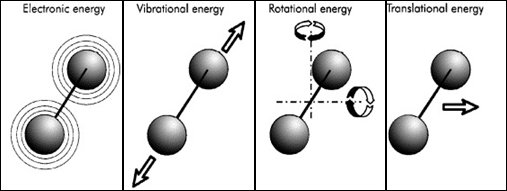 Electronic energy
Vibrational energy
Rotational energy
Translational energy